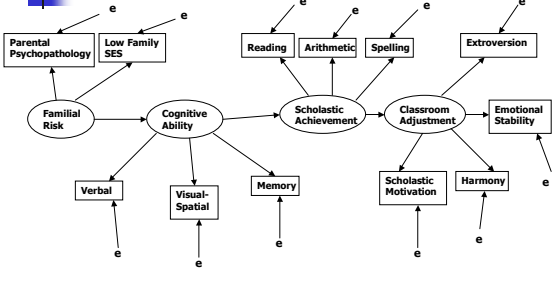 e
e
e
e
e
e
Parental
Psychopathology
Low Family
SES
Reading
Arithmetic
Spelling
Extroversion
Familial
Risk
Cognitive
Ability
Scholastic
Achievement
Classroom
Adjustment
Emotional
Stability
Verbal
Visual-
Spatial
Memory
Scholastic
Motivation
Harmony
e
e
e
e
e
e